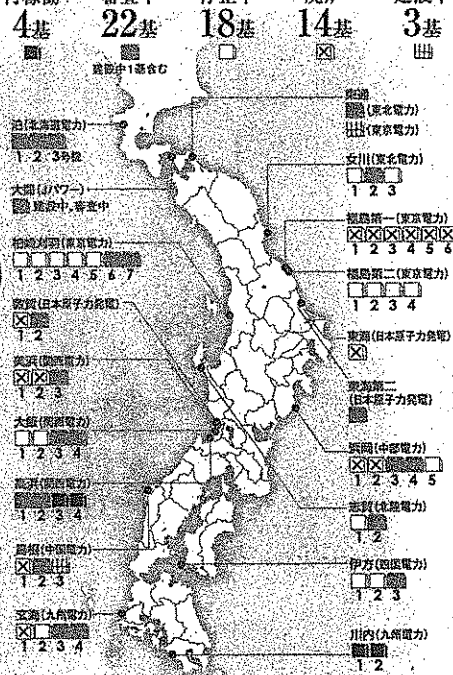 4基 22基 18基 14基 3基
建設中1基含む
泊(北海道電力)
1 2 3号機
大間(Jパワー)
建設中、審査中
柏崎刈羽(東京電力)
1 2 3 4 5 6 7
敦賀(日本原子力発電)
1 2
美浜(関西電力)
1 2 3
大飯(関西電力)
1 2 3 4
高浜(関西電力)
1 2 3 4
島根(中国電力)
1 2 3
玄海(九州電力)
1 2 3 4
東通
(東北電力)
(東京電力)
女川(東北電力)
1 2 3
福島第一(東京電力)
1 2 3 4 5 6
福島第二(東京電力)
1 2 3 4
東海(日本原子力発電)
東海第二
(日本原子力発電)
浜岡(中部電力)
1 2 3 4 5
志賀(北陸電力)
1 2
伊方(四国電力)
1 2 3
川内(九州電力)
1 2